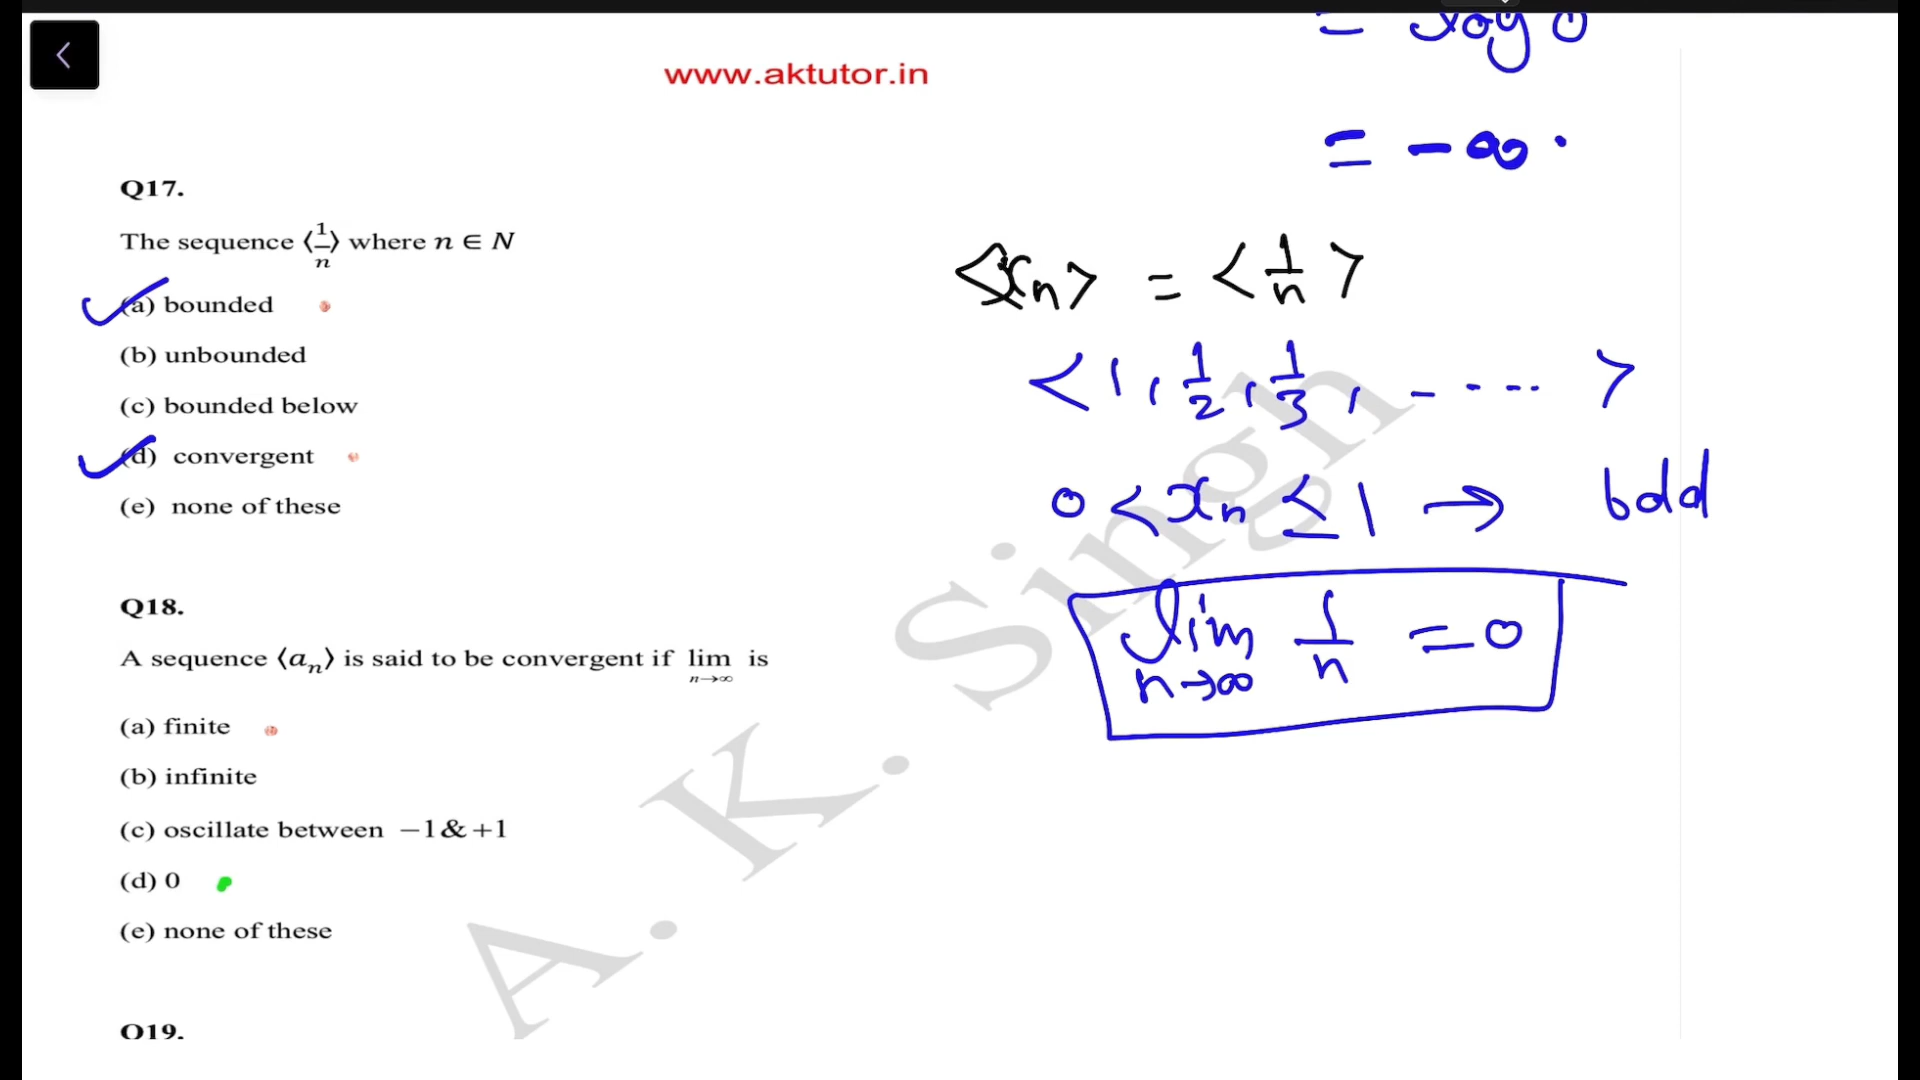 = log 0
www.aktutor.in
= -∞.
Q17.
The sequence ⟨1/n⟩ where n ∈ N
(a) bounded
(b) unbounded
(c) bounded below
(d) convergent
(e) none of these
<xn> = <1/n>
<1, 1/2, 1/3, - - - - - >
0 < xn ≤ 1 → bdd
lim n→∞ 1/n = 0
Q18.
A sequence ⟨an⟩ is said to be convergent if lim n→∞ is
(a) finite
(b) infinite
(c) oscillate between −1& +1
(d) 0
(e) none of these
Q19.
A. K. Singh